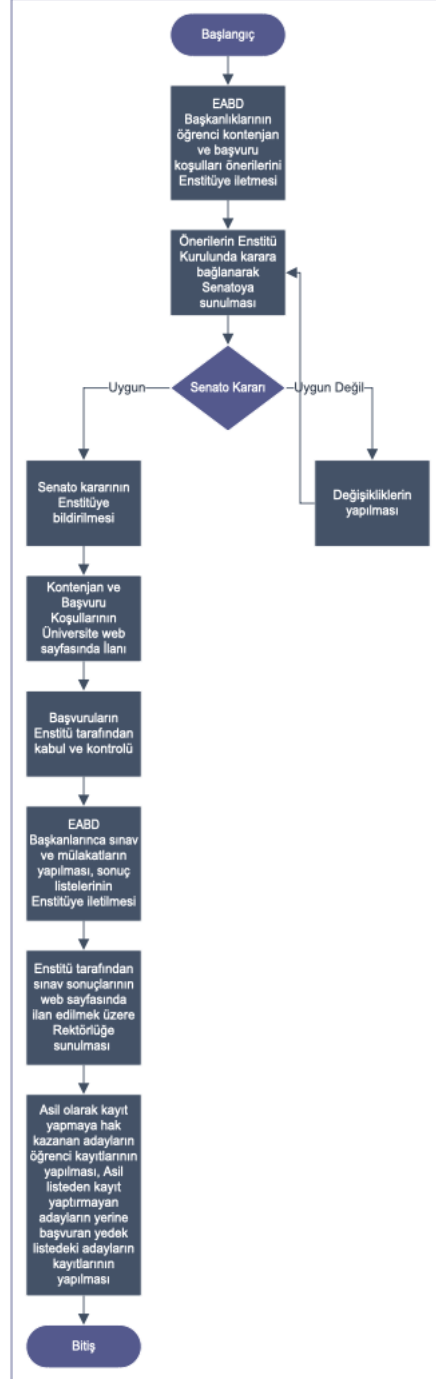 Başlangıç
EABD
Başkanlıklarının
öğrenci kontenjan
ve başvuru
koşulları önerilerini
Enstitüye iletmesi
Önerilerin Enstitü
Kurulunda karara
bağlanarak
Senatoya
sunulması
Uygun
Senato Kararı
Uygun Değil
Senato kararının
Enstitüye
bildirilmesi
Değişikliklerin
yapılması
Kontenjan ve
Başvuru
Koşullarının
Üniversite web
sayfasında İlanı
Başvuruların
Enstitü tarafından
kabul ve kontrolü
EABD
Başkanlarınca sınav
ve mülakatların
yapılması, sonuç
listelerinin
Enstitüye iletilmesi
Enstitü tarafından
sınav sonuçlarının
web sayfasında
ilan edilmek üzere
Rektörlüğe
sunulması
Asil olarak kayıt
yapmaya hak
kazanan adayların
öğrenci kayıtlarının
yapılması, Asil
listeden kayıt
yaptırmayan
adayların yerine
başvuran yedek
listedeki adayların
kayıtlarının
yapılması
Bitiş